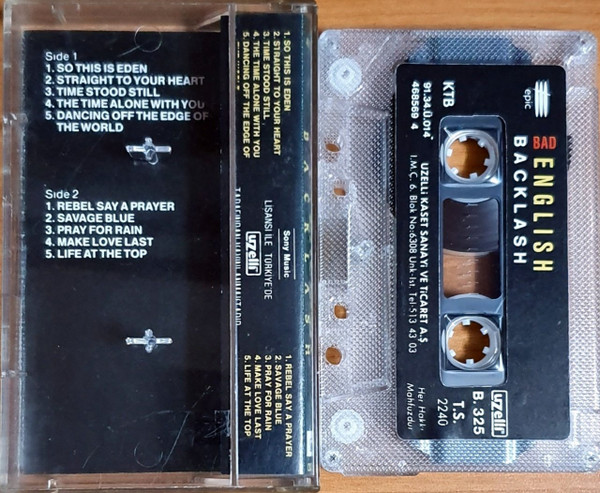 Side 1
1. SO THIS IS EDEN
2. STRAIGHT TO YOUR HEART
3. TIME STOOD STILL
4. THE TIME ALONE WITH YOU
5. DANCING OFF THE EDGE OF
THE WORLD
Side 2
1. REBEL SAY A PRAYER
2. SAVAGE BLUE
3. PRAY FOR RAIN
4. MAKE LOVE LAST
5. LIFE AT THE TOP
1. SO THIS IS EDEN
2. STRAIGHT TO YOUR HEART
3. TIME STOOD STILL
4. THE TIME ALONE WITH YOU
5. DANCING OFF THE EDGE OF
BACKLASH
Sony Music
LİSANSI İLE TÜRKİYE'DE
uzelli
1. REBEL SAY A PRAYER
2. SAVAGE BLUE
3. PRAY FOR RAIN
4. MAKE LOVE LAST
5. LIFE AT THE TOP
epic
BAD ENGLISH
BACKLASH
KTB
91.34.Ü.014
468569 4
UZELLİ KASET SANAYİ VE TİCARET A.Ş
İ.M.Ç. 6. Blok No:6308 Unk-İst. Tel-513 43 03
uzelli
B. 325
T.S.
2240
Her Hakkı
Mahfuzdur